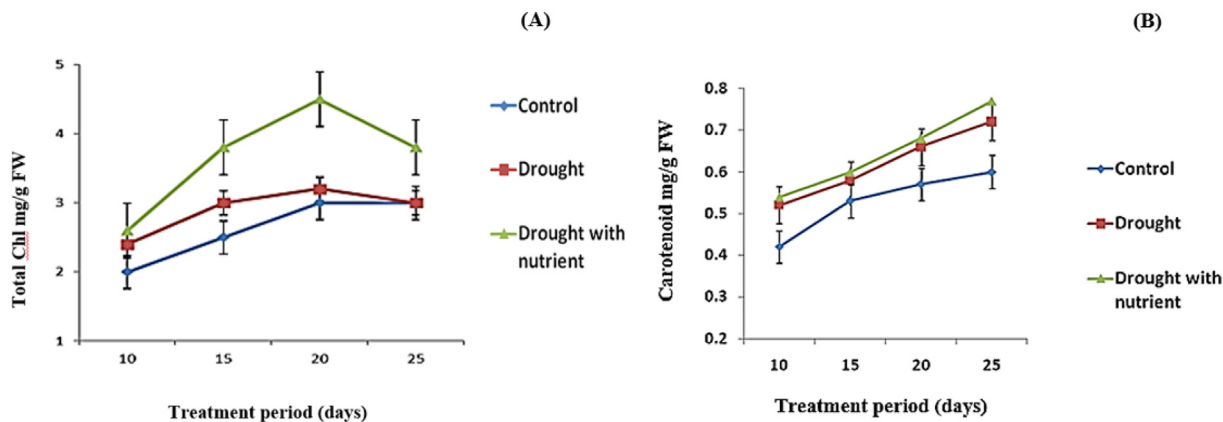 (A)
Total Chl mg/g FW
5
4
3
2
1
10 15 20 25
Treatment period (days)
Control
Drought
Drought with
nutrient
(B)
Carotenoid mg/g FW
0.8
0.7
0.6
0.5
0.4
0.3
0.2
10 15 20 25
Treatment period (days)
Control
Drought
Drought with
nutrient